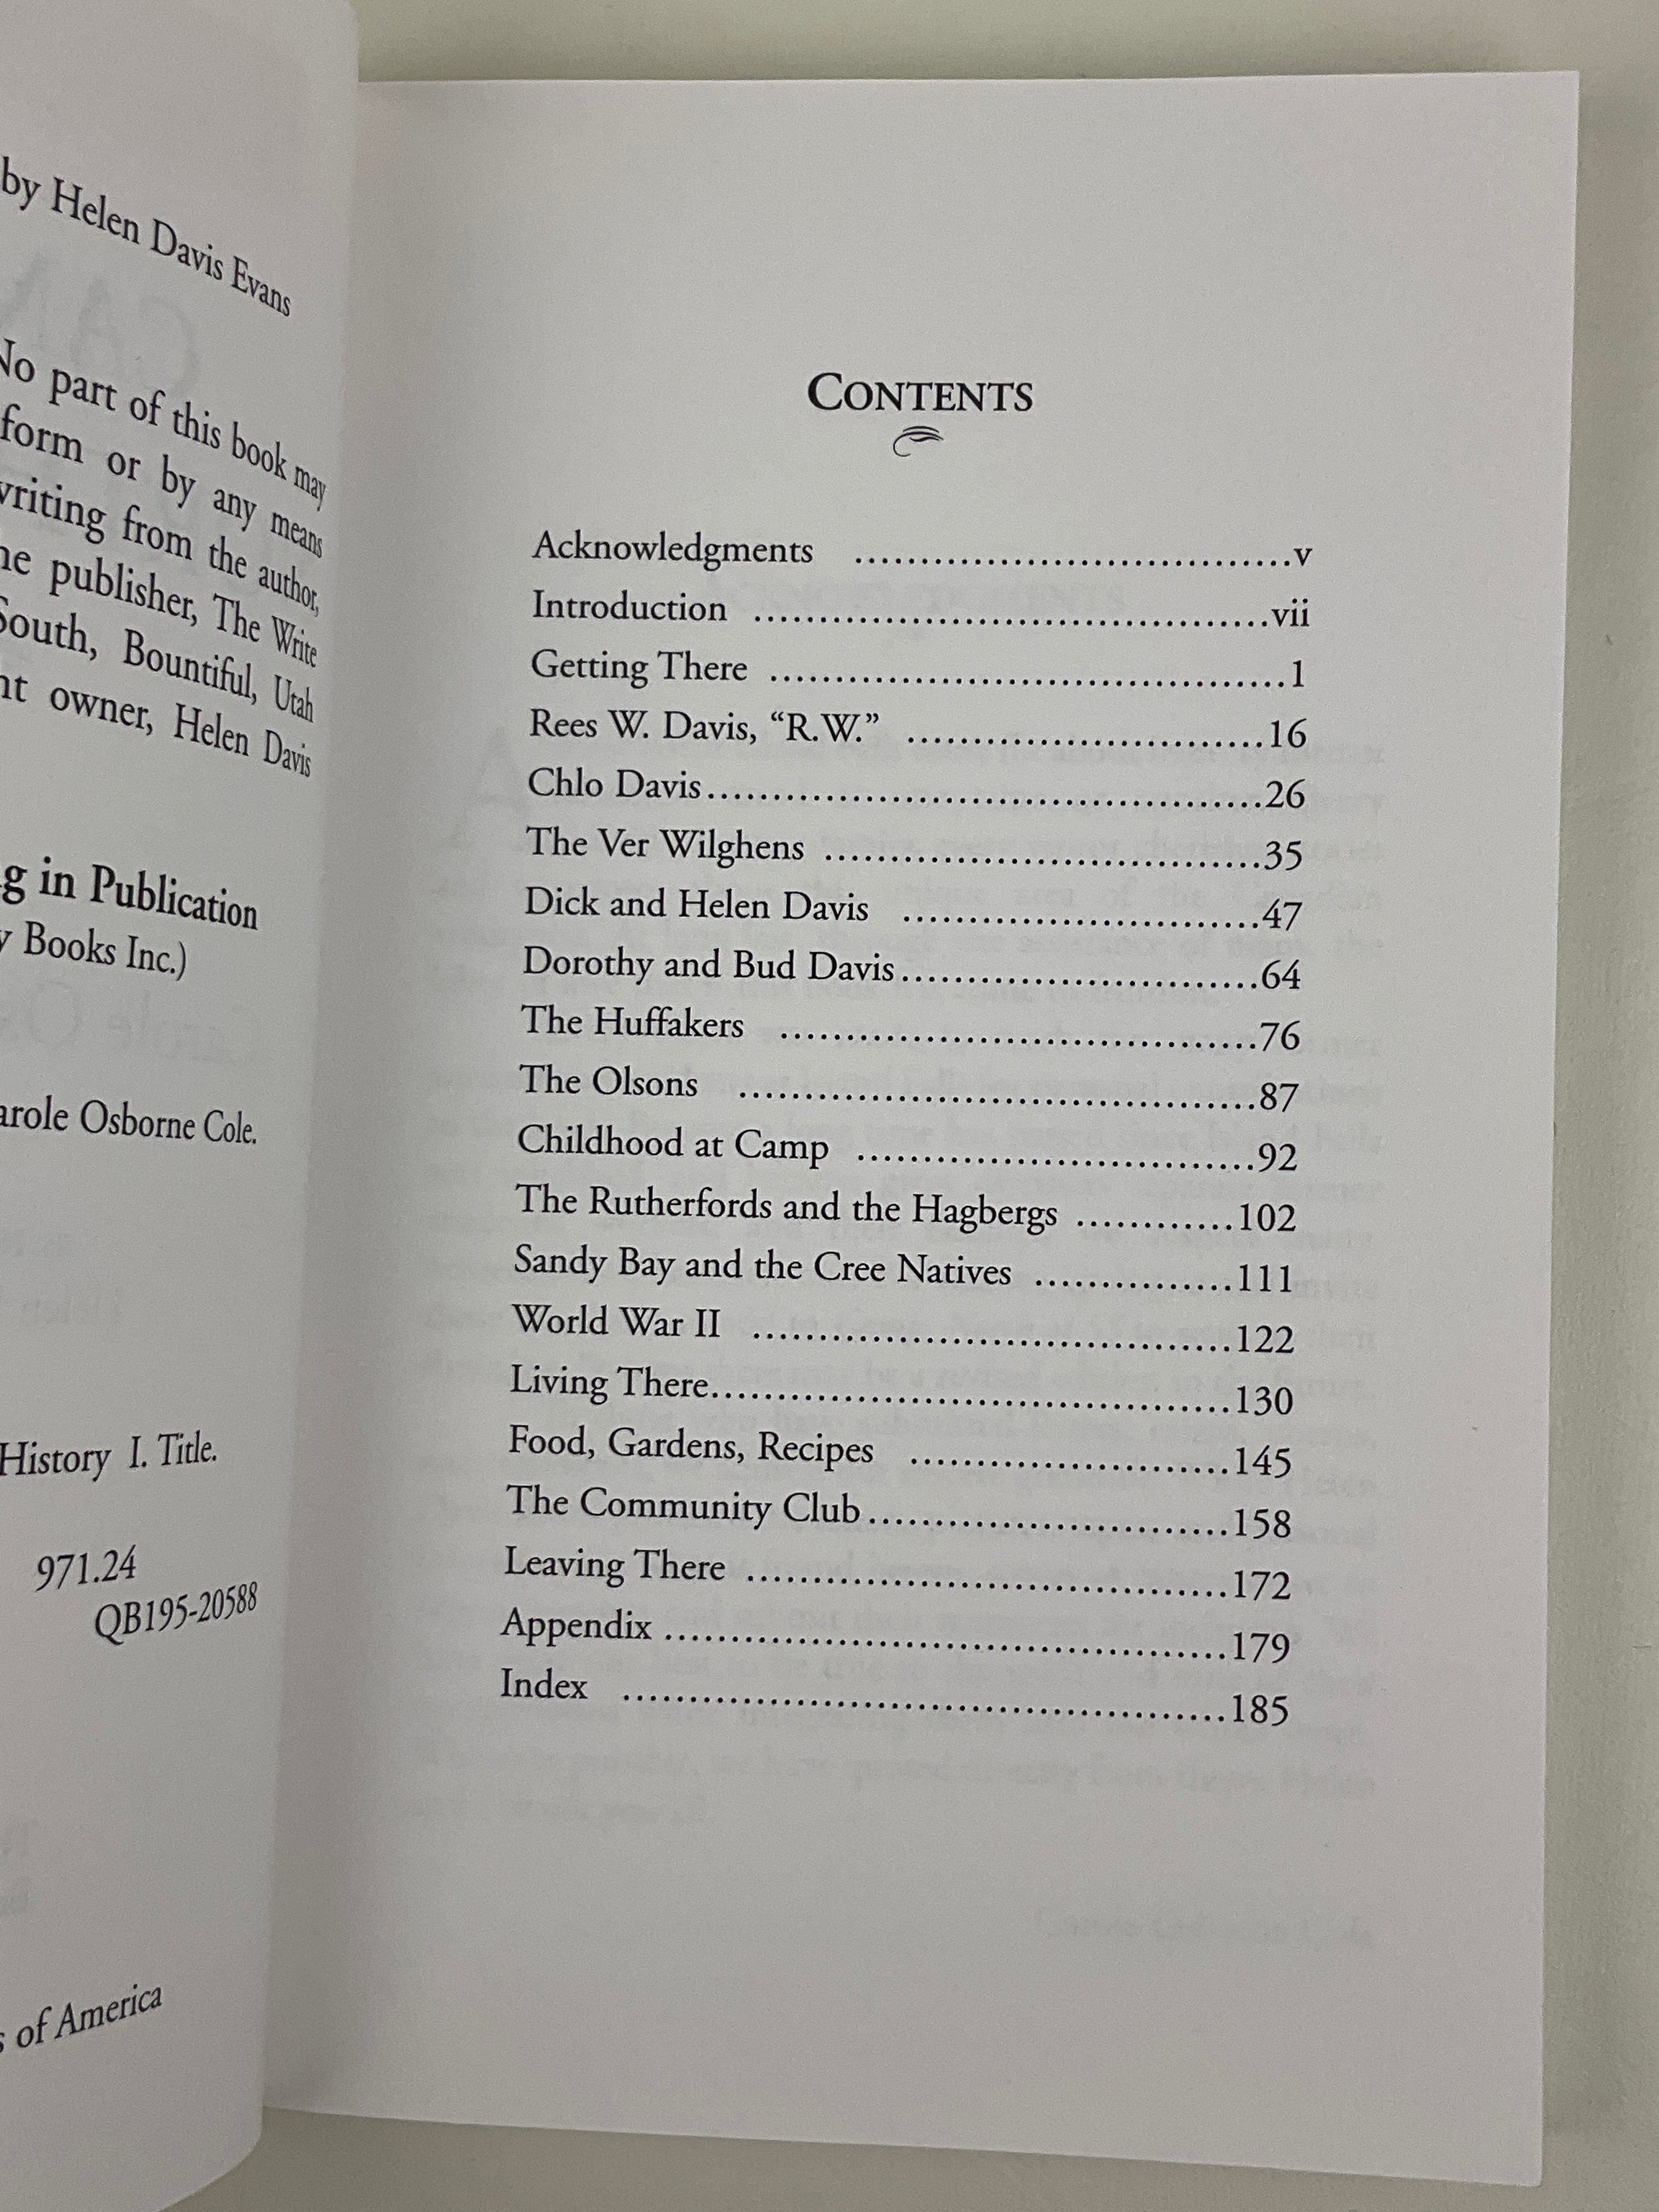 by Helen Davis Evans
No part of this book may
form or by any means
writing from the author,
publisher, The Write
South, Bountiful, Utah
owner, Helen Davis
in Publication
Books Inc.)
Osborne Cole.
History I. Title.
971.24
QB195-20588
of America
CONTENTS
Acknowledgments ..................................v
Introduction ........................................vii
Getting There ........................................1
Rees W. Davis, “R.W.” ............................16
Chlo Davis...........................................26
The Ver Wilghens ..................................35
Dick and Helen Davis ............................47
Dorothy and Bud Davis............................64
The Huffakers .....................................76
The Olsons ........................................87
Childhood at Camp ...............................92
The Rutherfords and the Hagbergs ............102
Sandy Bay and the Cree Natives ...............111
World War II .....................................122
Living There........................................130
Food, Gardens, Recipes .........................145
The Community Club............................158
Leaving There .....................................172
Appendix ...........................................179
Index ..............................................185